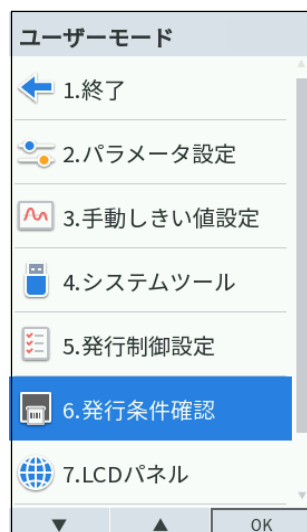 ユーザーモード
1.終了
2.パラメータ設定
3.手動しきい値設定
4.システムツール
5.発行制御設定
6.発行条件確認
7.LCDパネル
▼ ▲ OK